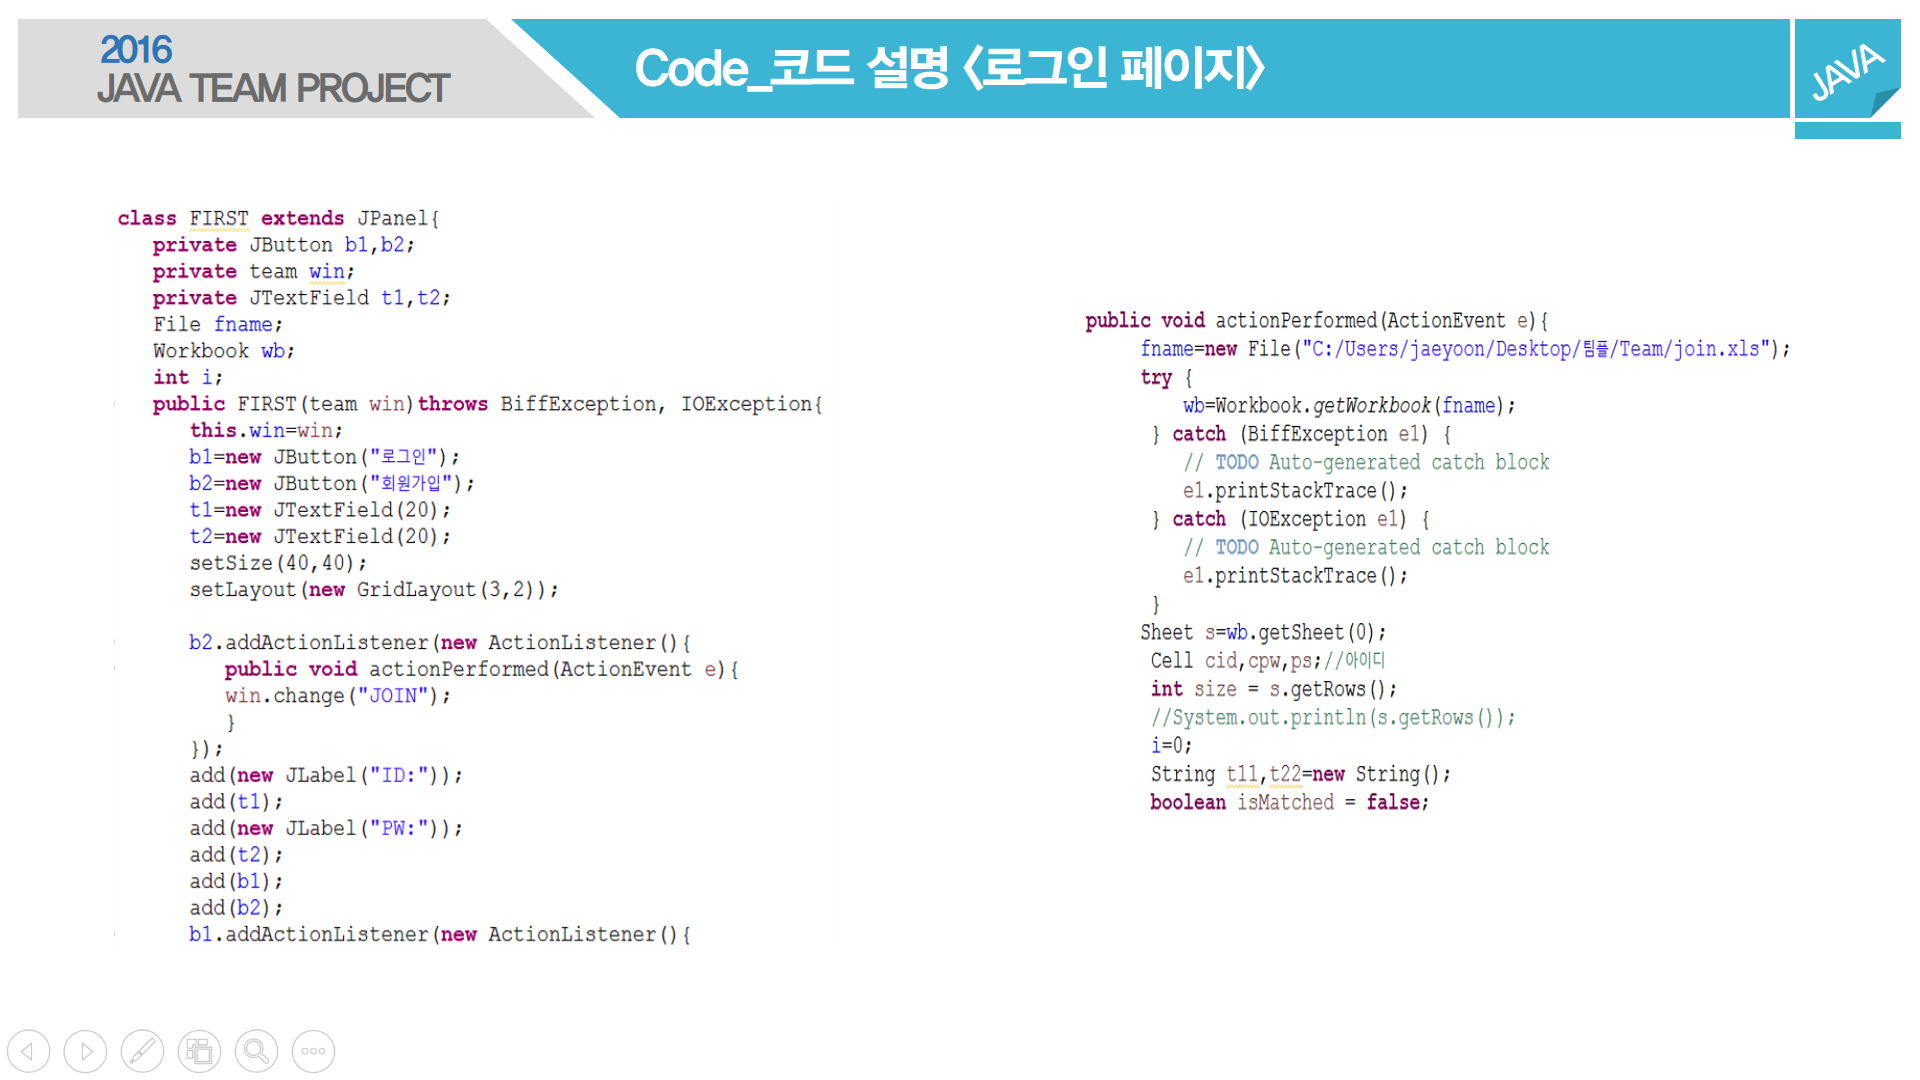 2016
JAVA TEAM PROJECT
Code_코드 설명 <로그인 페이지>
JAVA
class FIRST extends JPanel{
private JButton b1,b2;
private team win;
private JTextField t1,t2;
File fname;
Workbook wb;
int i;
public FIRST(team win)throws BiffException, IOException{
this.win=win;
b1=new JButton("로그인");
b2=new JButton("회원가입");
t1=new JTextField(20);
t2=new JTextField(20);
setSize(40,40);
setLayout(new GridLayout(3,2));
b2.addActionListener(new ActionListener(){
public void actionPerformed(ActionEvent e){
win.change("JOIN");
}
});
add(new JLabel("ID:"));
add(t1);
add(new JLabel("PW:"));
add(t2);
add(b1);
add(b2);
b1.addActionListener(new ActionListener(){
public void actionPerformed(ActionEvent e){
fname=new File("C:/Users/jaeyoon/Desktop/팀플/Team/join.xls");
try {
wb=Workbook.getWorkbook(fname);
} catch (BiffException e1) {
// TODO Auto-generated catch block
e1.printStackTrace();
} catch (IOException e1) {
// TODO Auto-generated catch block
e1.printStackTrace();
}
Sheet s=wb.getSheet(0);
Cell cid,cpw,ps;//아이디
int size = s.getRows();
//System.out.println(s.getRows());
i=0;
String t11,t22=new String();
boolean isMatched = false;